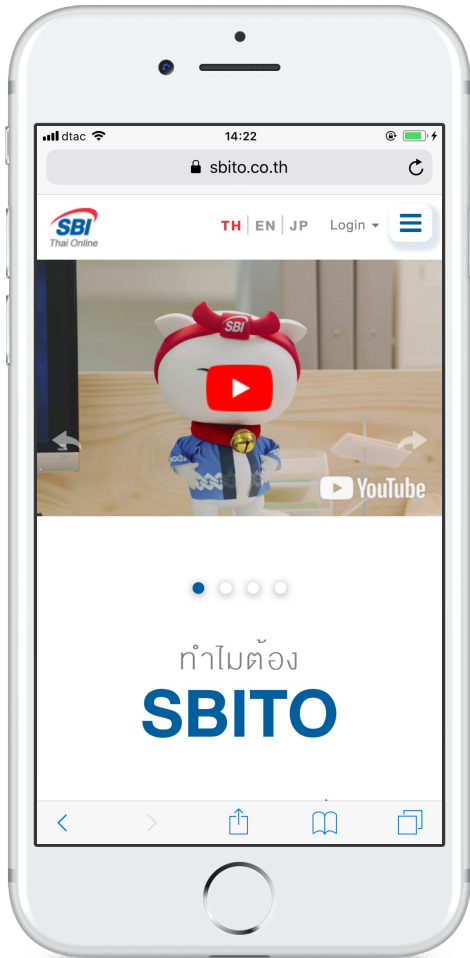 dtac
14:22
sbito.co.th
SBI
Thai Online
TH EN JP Login
SBI
YouTube
ทำไมต้อง
SBITO